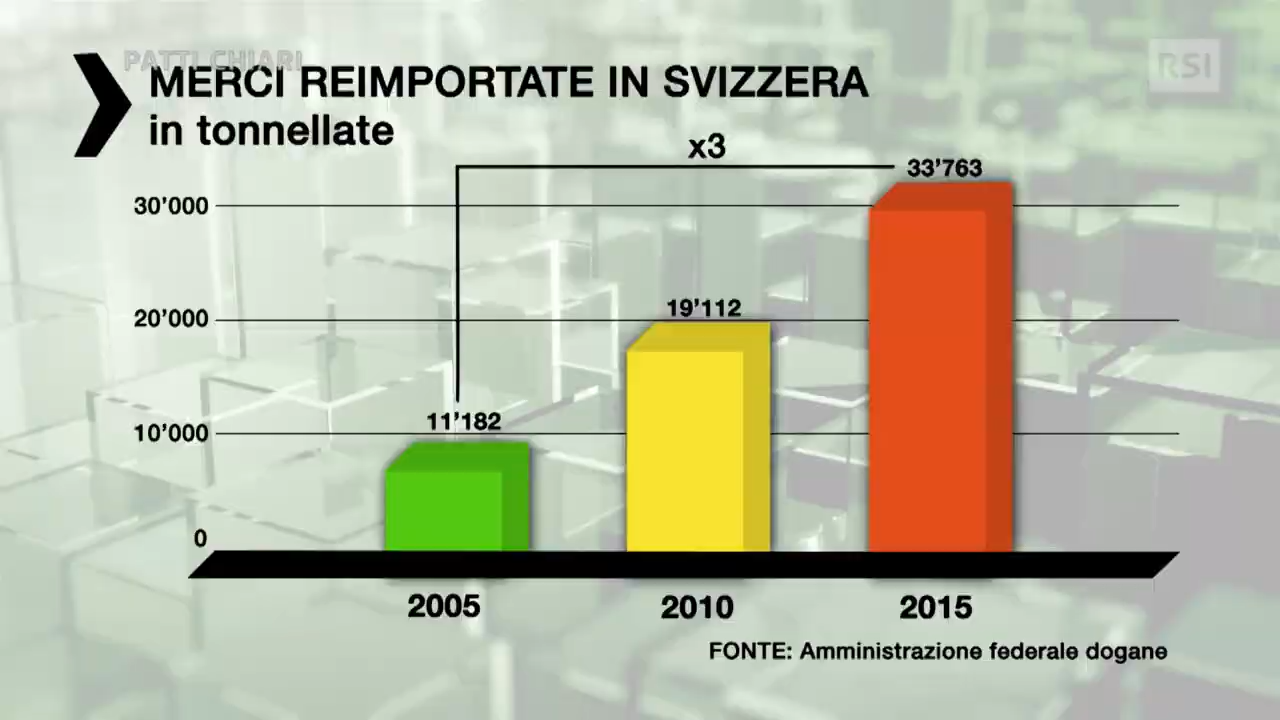 PATTI CHIARI
RSI
MERCI REIMPORTATE IN SVIZZERA
in tonnellate
x3
33’763
30’000
19’112
20’000
11’182
10’000
0
2005 2010 2015
FONTE: Amministrazione federale dogane